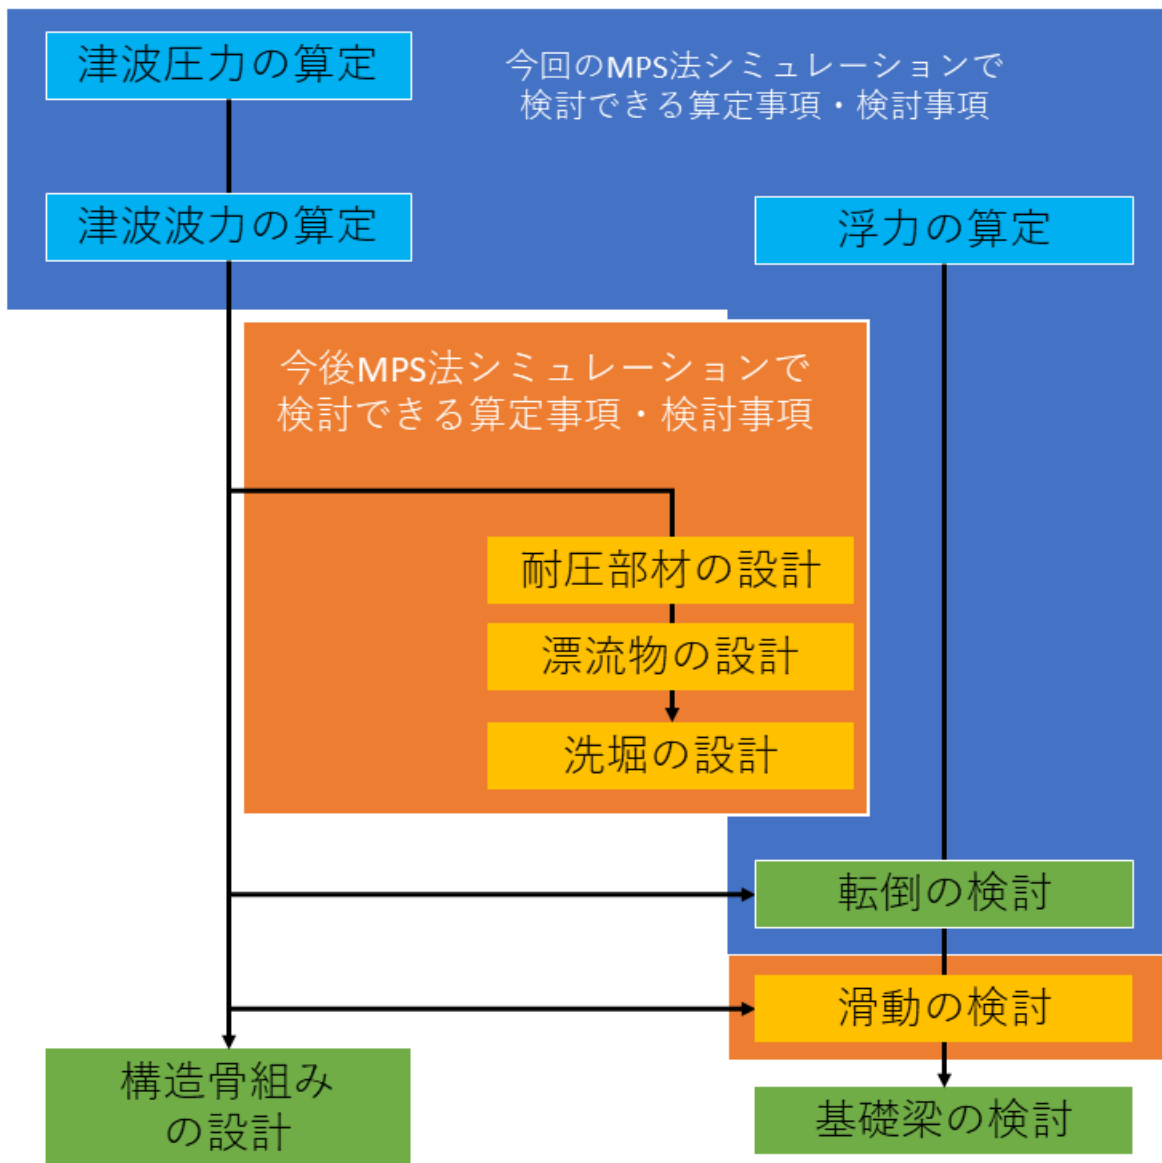 津波圧力の算定
今回のMPS法シミュレーションで
検討できる算定事項・検討事項
津波波力の算定
浮力の算定
今後MPS法シミュレーションで
検討できる算定事項・検討事項
耐圧部材の設計
漂流物の設計
洗堀の設計
転倒の検討
滑動の検討
構造骨組み
の設計
基礎梁の検討